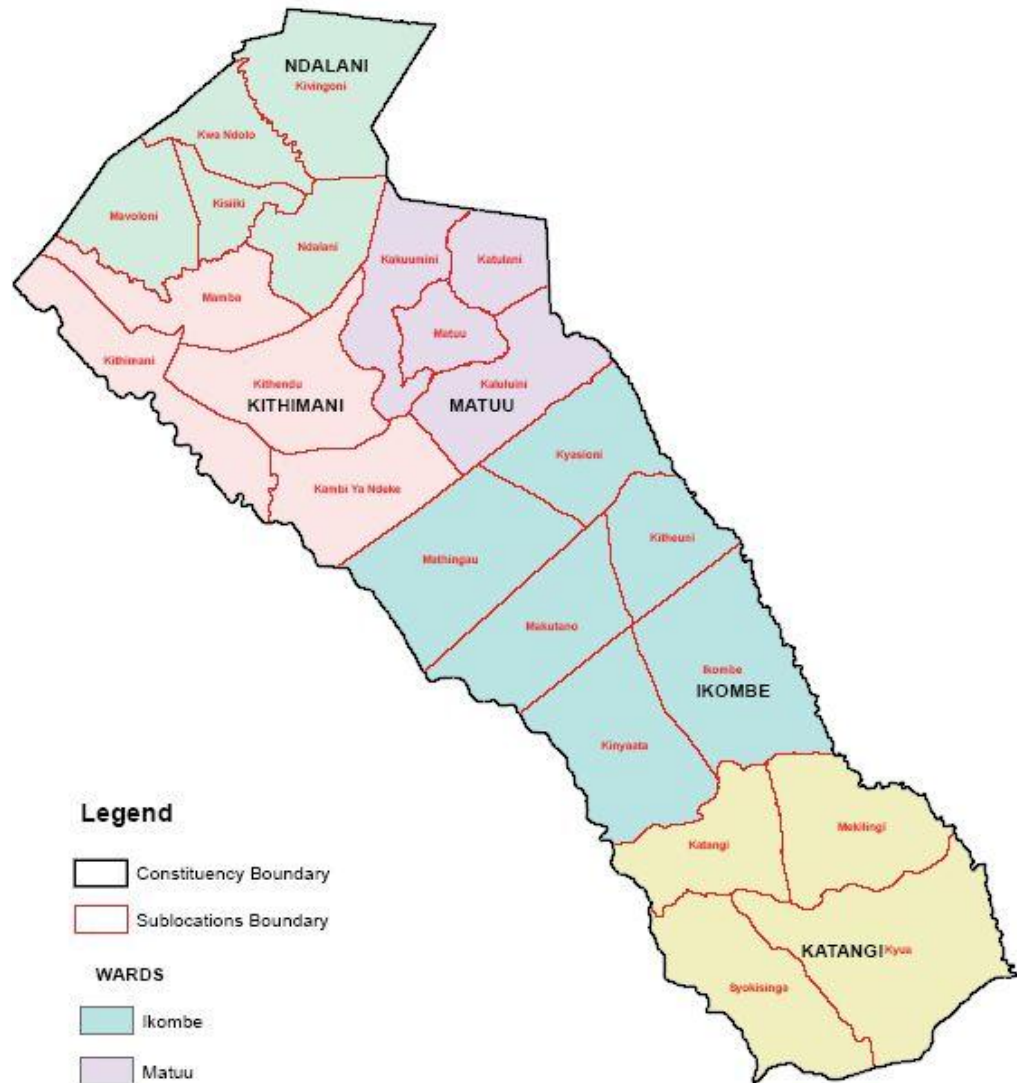 NDALANI
Kivingoni
Kwa Ndolo
Kisiiki
Mavoloni
Ndalani
Kakuumini
Katulani
Mamba
Matuu
Kithimani
Kithendu
KITHIMANI
Kaluluini
MATUU
Kyasioni
Kambi Ya Ndeke
Kitheuni
Mathingau
Makutano
Ikombe
IKOMBE
Kinyaata
Legend
Constituency Boundary
Sublocations Boundary
WARDS
Ikombe
Matuu
Mekilingi
Katangi
KATANGI Kyua
Syokisinga